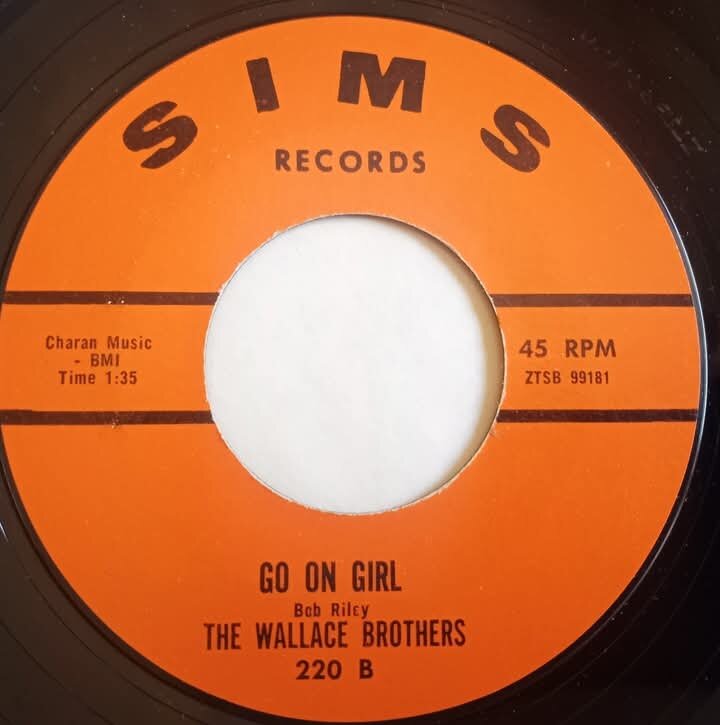 SIMS
RECORDS
Charan Music
- BMI
Time 1:35
45 RPM
ZTSB 99181
GO ON GIRL
Bob Riley
THE WALLACE BROTHERS
220 B